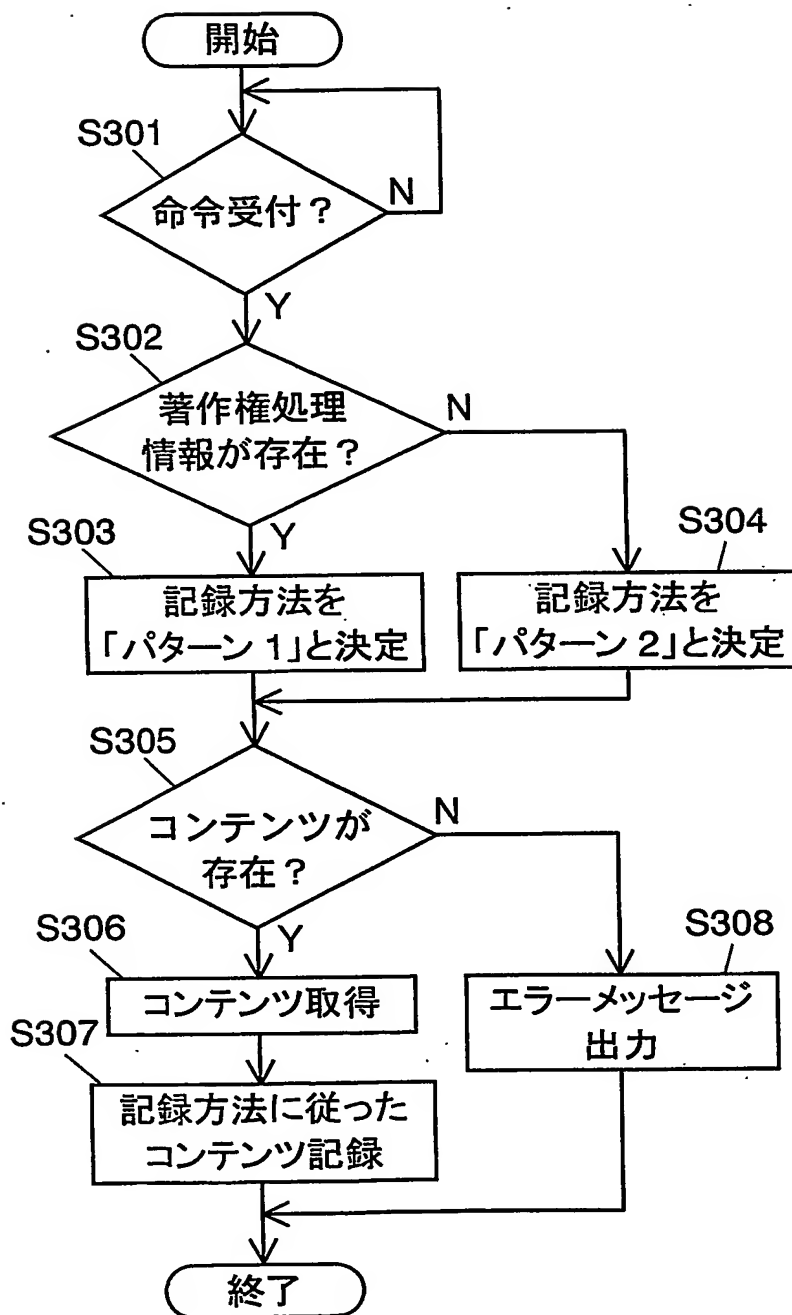 開始
S301
命令受付?
N
Y
S302
著作権処理
情報が存在?
N
Y
S303
記録方法を
「パターン1」と決定
S304
記録方法を
「パターン2」と決定
S305
コンテンツが
存在?
N
Y
S306
コンテンツ取得
S308
エラーメッセージ
出力
S307
記録方法に従った
コンテンツ記録
終了